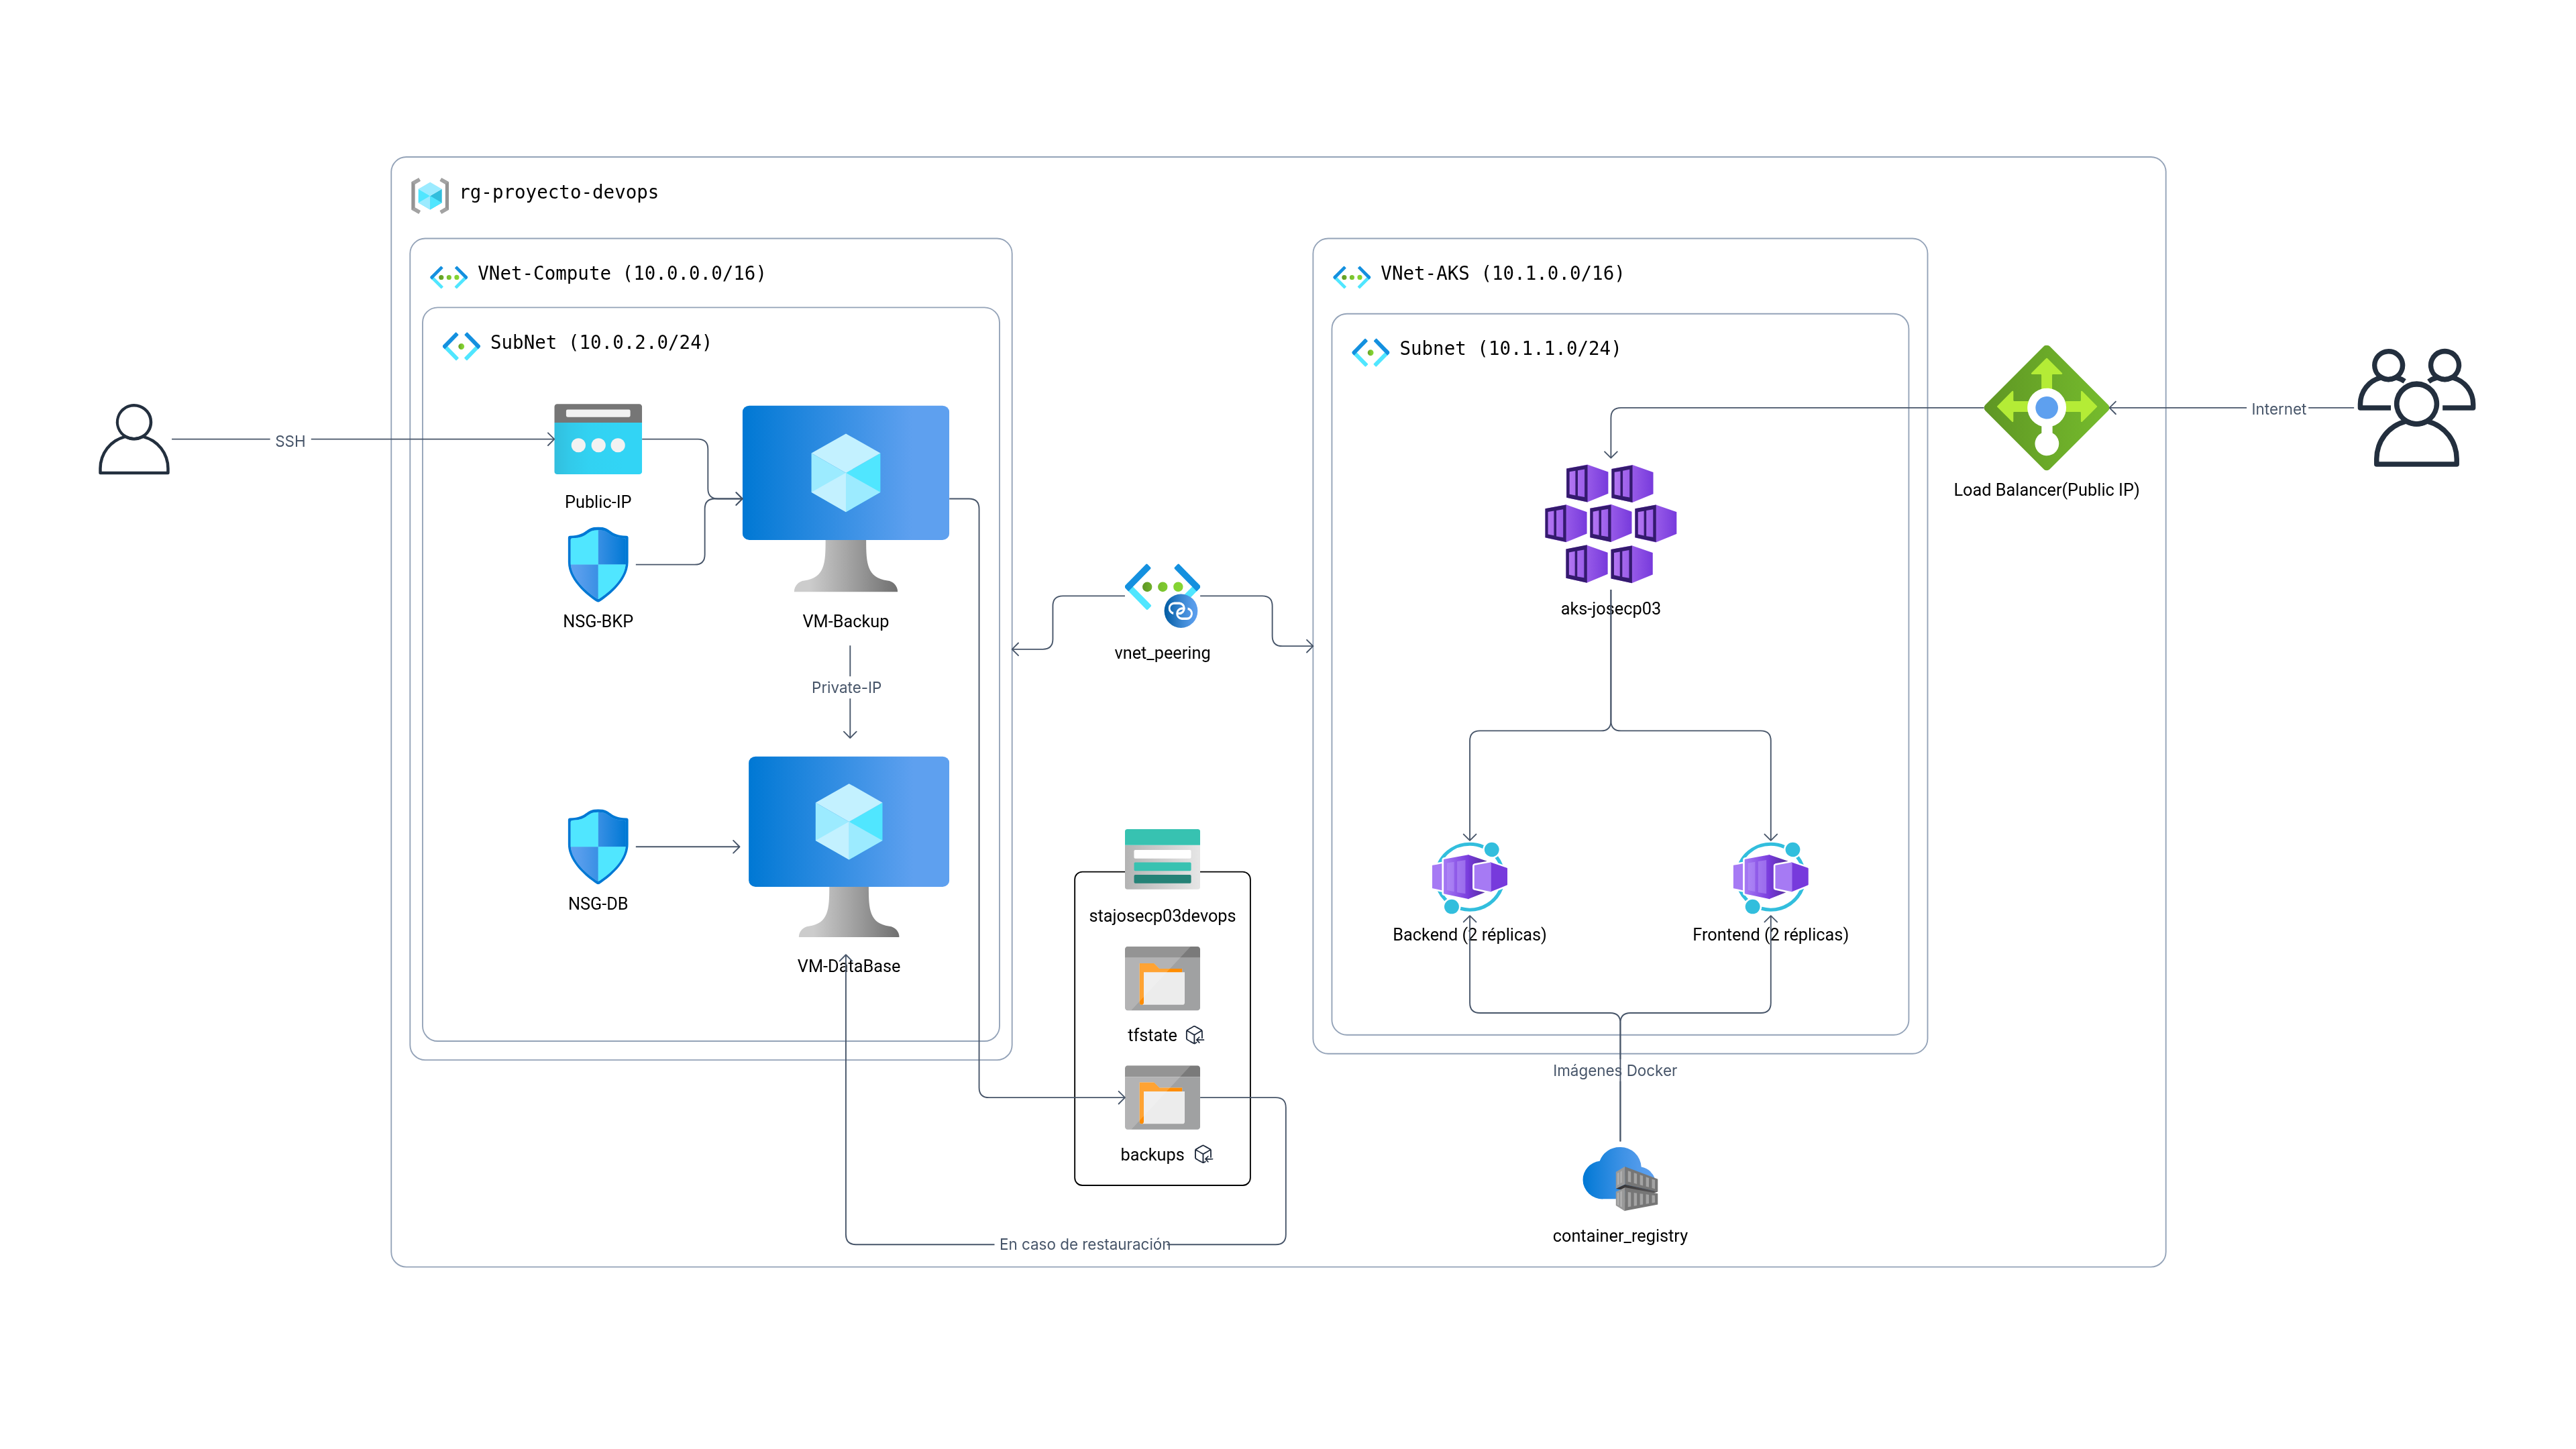 rg-proyecto-devops
VNet-Compute (10.0.0.0/16)
SubNet (10.0.2.0/24)
SSH
Public-IP
NSG-BKP
VM-Backup
Private-IP
NSG-DB
VM-DataBase
vnet_peering
stajosecp03devops
tfstate
backups
En caso de restauración
VNet-AKS (10.1.0.0/16)
Subnet (10.1.1.0/24)
aks-josecp03
Backend (2 réplicas)
Frontend (2 réplicas)
Imágenes Docker
container_registry
Load Balancer(Public IP)
Internet